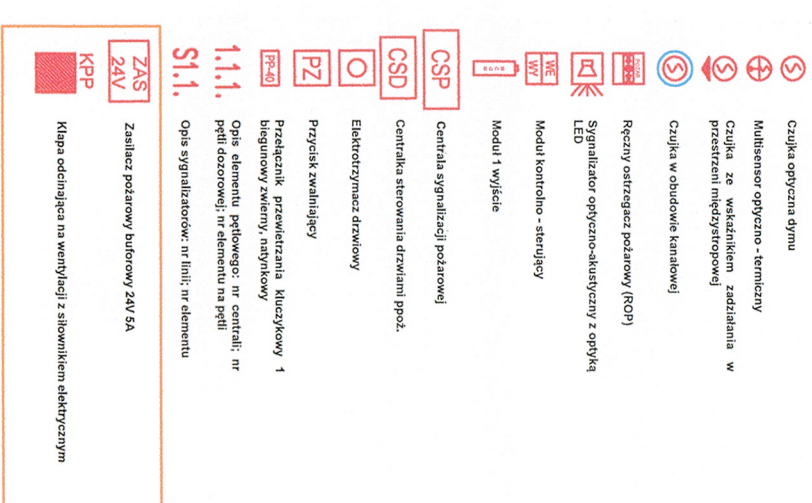 Czujka optyczna dymu
Multisensor optyczno - termiczny
Czujka ze wskaźnikiem zadziałania w
przestrzeni międzystropowej
Czujka w obudowie kanałowej
POŻAR
Ręczny ostrzegacz pożarowy (ROP)
Sygnalizator optyczno-akustyczny z optyką
LED
WE
WY
Moduł kontrolno - sterujący
Moduł 1 wyjście
CSP
Centrala sygnalizacji pożarowej
CSD
Centralka sterowania drzwiami ppoż.
Elektrotrzymacz drzwiowy
PZ
Przycisk zwalniający
PP-40
Przełącznik przewietrzania kluczykowy 1
biegunowy zwierny, natynkowy
1.1.1.
Opis elementu pętlowego: nr centrali; nr
pętli dozorowej; nr elementu na pętli
S1.1.
Opis sygnalizatorów: nr linii; nr elementu
ZAS
24V
Zasilacz pożarowy buforowy 24V 5A
KPP
Klapa odcinająca na wentylacji z siłownikiem elektrycznym